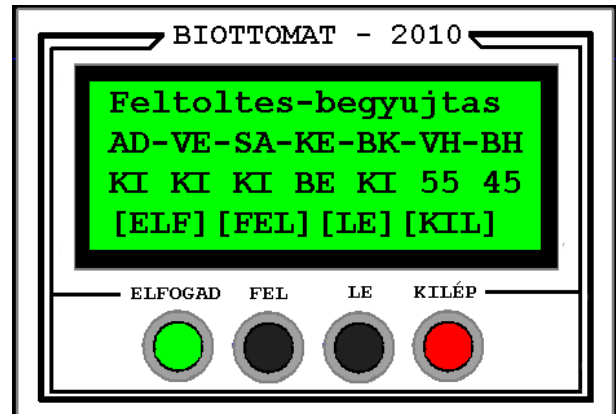 BIOTTOMAT - 2010
Feltoltes-begyujtas
AD-VE-SA-KE-BK-VH-BH
KI KI KI BE KI 55 45
[ELF] [FEL] [LE] [KIL]
ELFOGAD FEL LE KILÉP